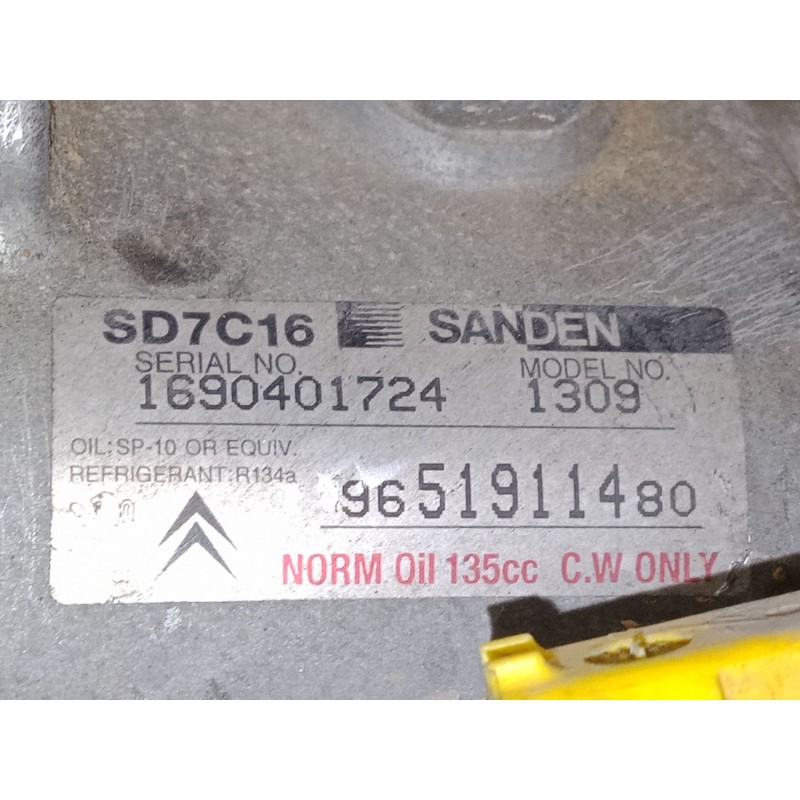 SD7C16 SANDEN
SERIAL NO. MODEL NO.
1690401724 1309
OIL:SP-10 OR EQUIV.
REFRIGERANT:R134a
9651911480
NORM Oil 135cc C.W ONLY